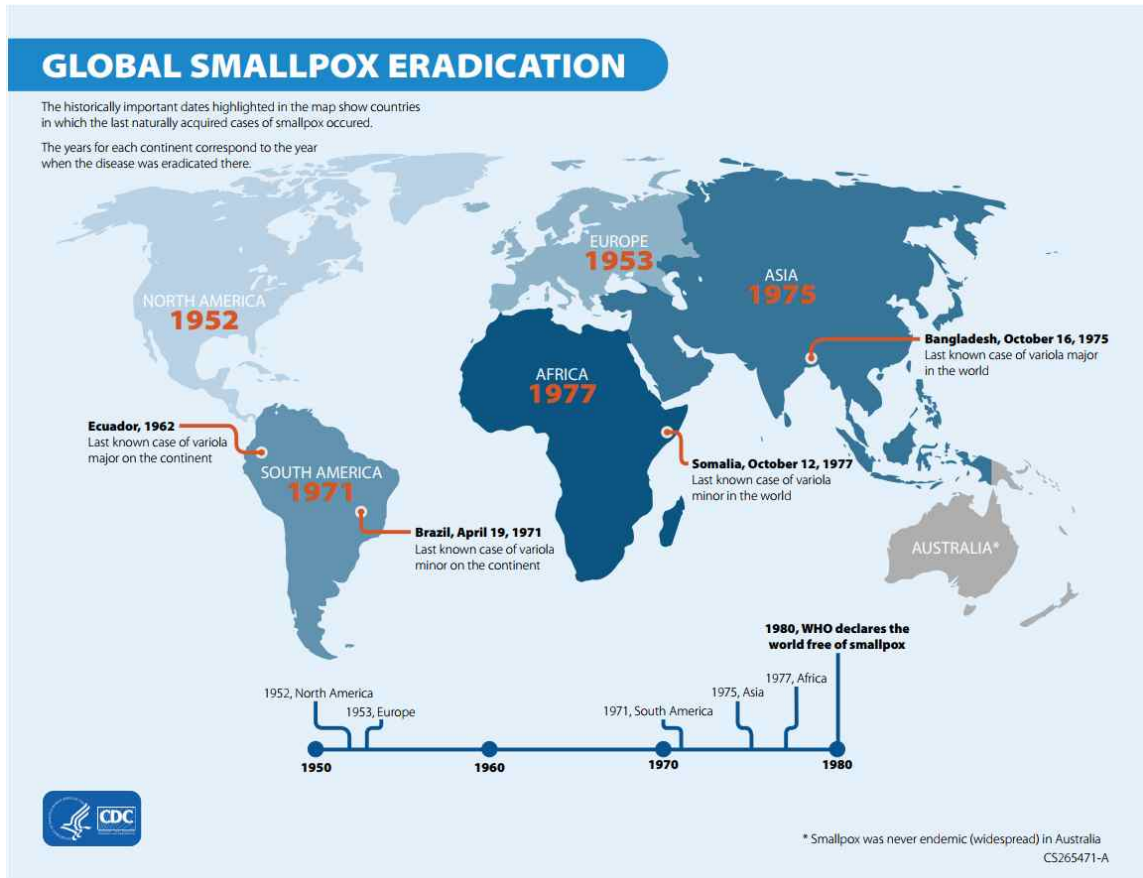 GLOBAL SMALLPOX ERADICATION
The historically important dates highlighted in the map show countries
in which the last naturally acquired cases of smallpox occured.
The years for each continent correspond to the year
when the disease was eradicated there.
NORTH AMERICA
1952
EUROPE
1953
ASIA
1975
Bangladesh, October 16, 1975
Last known case of variola major
in the world
AFRICA
1977
Ecuador, 1962
Last known case of variola
major on the continent
SOUTH AMERICA
1971
Somalia, October 12, 1977
Last known case of variola
minor in the world
Brazil, April 19, 1971
Last known case of variola
minor on the continent
AUSTRALIA*
1980, WHO declares the
world free of smallpox
1952, North America
1953, Europe
1971, South America
1975, Asia
1977, Africa
1950
1960
1970
1980
CDC
* Smallpox was never endemic (widespread) in Australia
CS265471-A